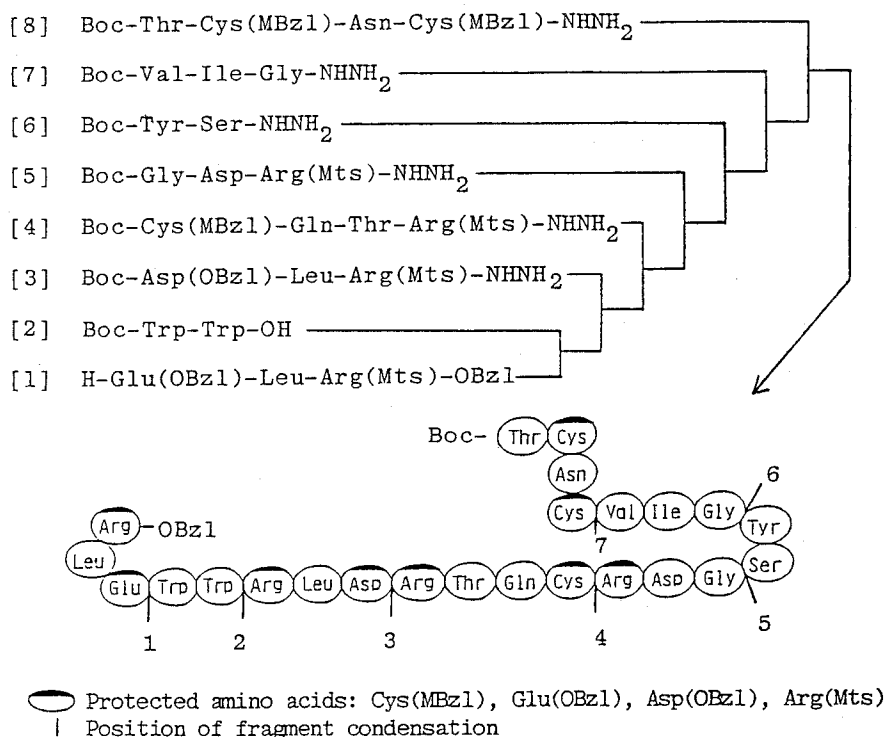 [8] Boc-Thr-Cys(MBzl)-Asn-Cys(MBzl)-NHNH2
[7] Boc-Val-Ile-Gly-NHNH2
[6] Boc-Tyr-Ser-NHNH2
[5] Boc-Gly-Asp-Arg(Mts)-NHNH2
[4] Boc-Cys(MBzl)-Gln-Thr-Arg(Mts)-NHNH2
[3] Boc-Asp(OBzl)-Leu-Arg(Mts)-NHNH2
[2] Boc-Trp-Trp-OH
[1] H-Glu(OBzl)-Leu-Arg(Mts)-OBzl
Boc- Thr Cys
Asn
6
Cys Val Ile Gly
7
Tyr
Arg -OBzl
Leu
Ser
Glu Trp Trp Arg Leu Asp Arg Thr Gln Cys Arg Asp Gly
1 2 3 4 5
Protected amino acids: Cys(MBzl), Glu(OBzl), Asp(OBzl), Arg(Mts)
Position of fragment condensation